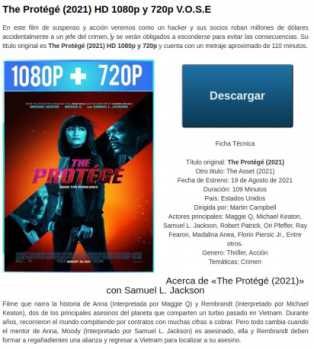 The Protégé (2021) HD 1080p y 720p V.O.S.E
En este film de suspenso y acción veremos como un hacker y sus socios roban millones de dólares
accidentalmente a un jefe del crimen, y se verán obligados a esconderse para evitar las consecuencias. Su
título original es The Protégé (2021) HD 1080p y 720p y cuenta con un metraje aproximado de 110 minutos.
1080P + 720P
THE
PROTÉGÉ
Descargar
Ficha Técnica
Título original: The Protégé (2021)
Otro titulo: The Asset (2021)
Fecha de Estreno: 19 de Agosto de 2021
Duración: 109 Minutos
País: Estados Unidos
Dirigida por: Martin Campbell
Actores principales: Maggie Q, Michael Keaton,
Samuel L. Jackson, Robert Patrick, Ori Pfeffer, Ray
Fearon, Madalina Anea, Florin Piersic Jr., Entre
otros.
Genero: Thriller, Acción
Temáticas: Crimen
Acerca de «The Protégé (2021)»
con Samuel L. Jackson
Filme que narra la historia de Anna (Interpretada por Maggie Q) y Rembrandt (Interpretado por Michael
Keaton), dos de los principales asesinos del planeta que comparten un turbo pasado en Vietnam. Durante
años, recorrieron el mundo compitiendo por contratos con muchas cifras a cobrar. Pero todo cambia cuando
el mentor de Anna, Moody (Interpretado por Samuel L. Jackson) es asesinado, ella y Rembrandt deben
formar a regañadientes una alianza y regresar a Vietnam para localizar a su asesino.